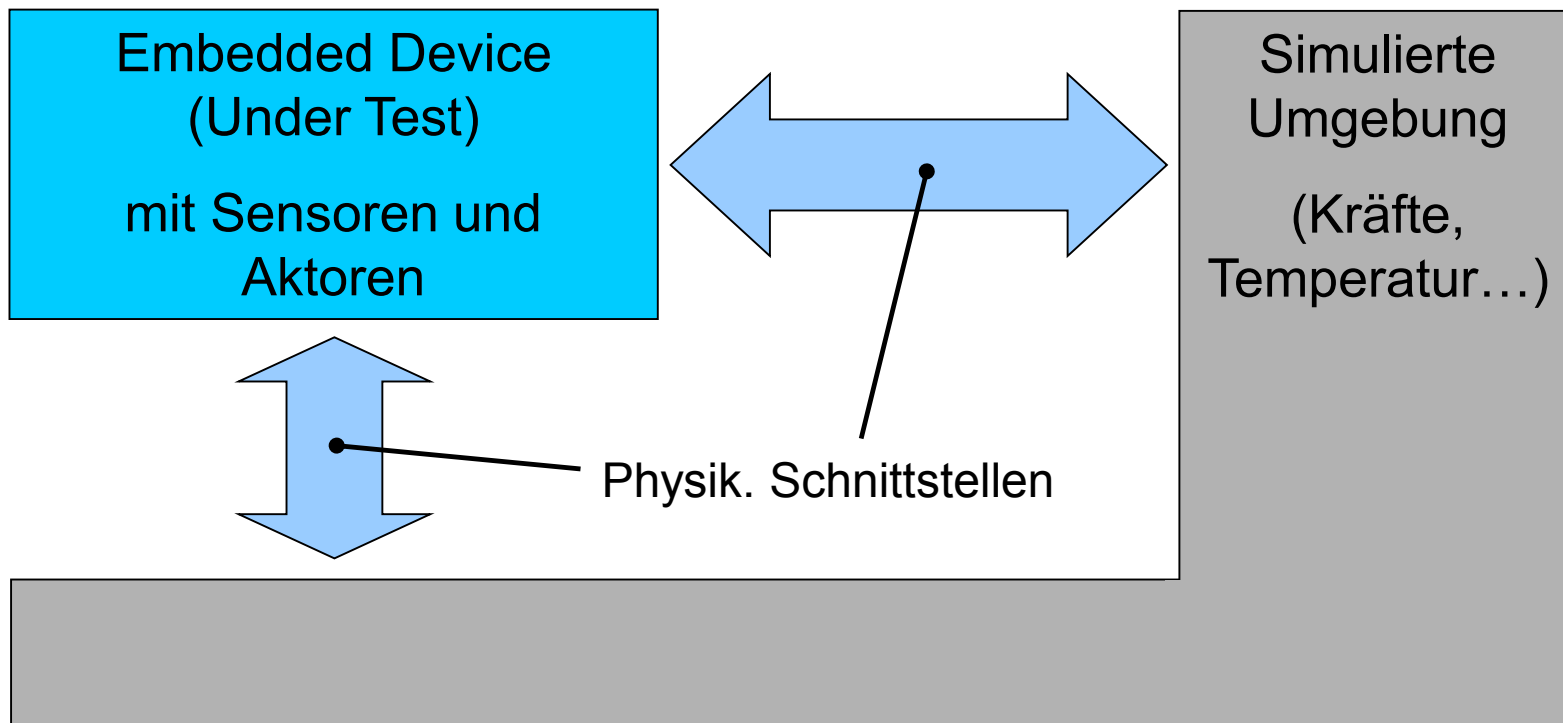 Embedded Device
(Under Test)
mit Sensoren und
Aktoren
Simulierte
Umgebung
(Kräfte,
Temperatur…)
Physik. Schnittstellen